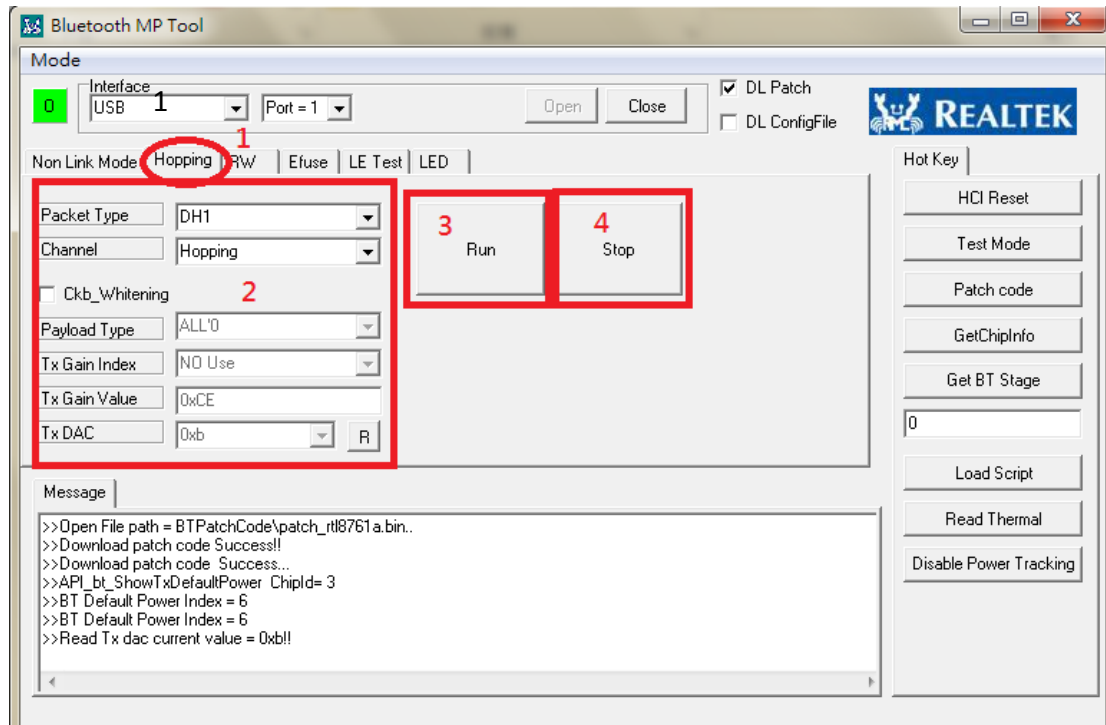 Bluetooth MP Tool
Mode
0
Interface
USB
1
Port = 1
Open
Close
DL Patch
DL ConfigFile
REALTEK
1
Non Link Mode
Hopping
RW
Efuse
LE Test
LED
Hot Key
Packet Type
DH1
Channel
Hopping
Ckb_Whitening
2
Payload Type
ALL'0
Tx Gain Index
NO Use
Tx Gain Value
0xCE
Tx DAC
0xb
R
3
Run
4
Stop
HCI Reset
Test Mode
Patch code
GetChipInfo
Get BT Stage
0
Load Script
Read Thermal
Disable Power Tracking
Message
>>Open File path = BTPatchCode\patch_rtl8761a.bin..
>>Download patch code Success!!
>>Download patch code  Success...
>>API_bt_ShowTxDefaultPower  ChipId= 3
>>BT Default Power Index = 6
>>BT Default Power Index = 6
>>Read Tx dac current value = 0xb!!